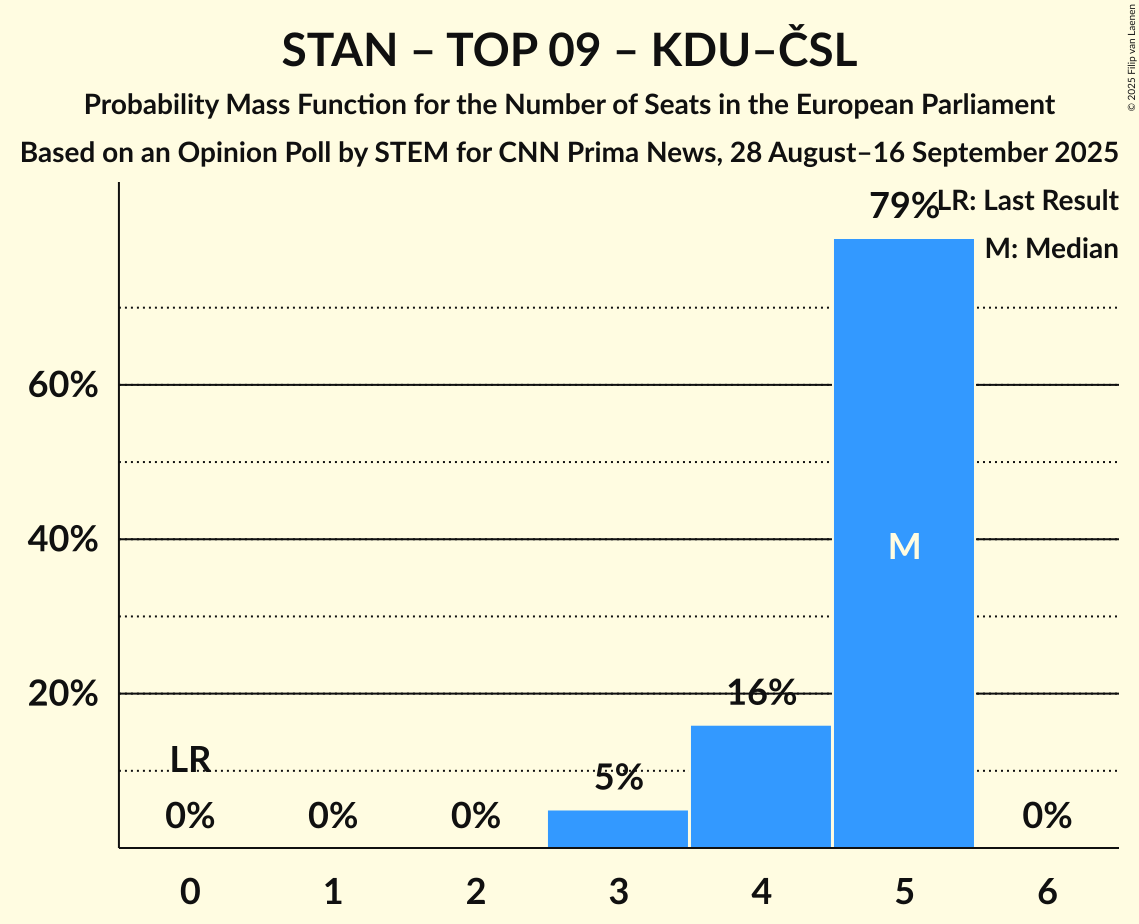 STAN – TOP 09 – KDU–ČSL
Probability Mass Function for the Number of Seats in the European Parliament
Based on an Opinion Poll by STEM for CNN Prima News, 28 August–16 September 2025
© 2025 Filip van Laenen
79%
LR: Last Result
M: Median
60%
40%
M
20%
16%
LR
5%
0%
0%
0%
0%
0 1 2 3 4 5 6